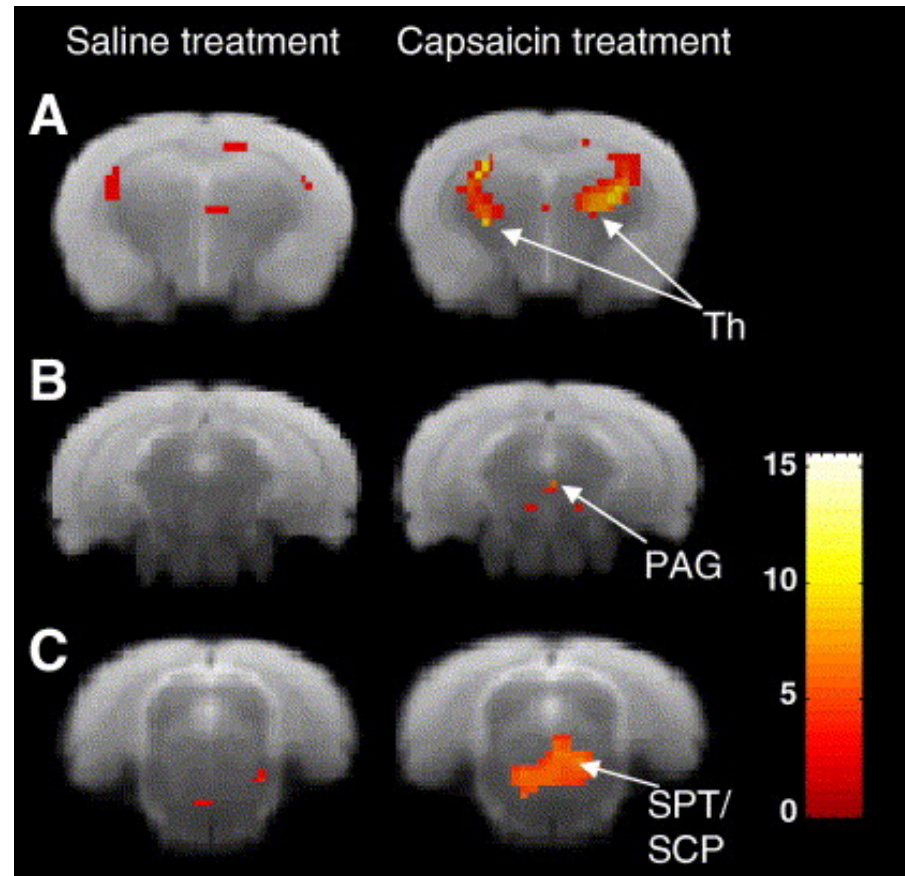 Saline treatment
Capsaicin treatment
A
Th
B
PAG
C
SPT/
SCP
15
10
5
0